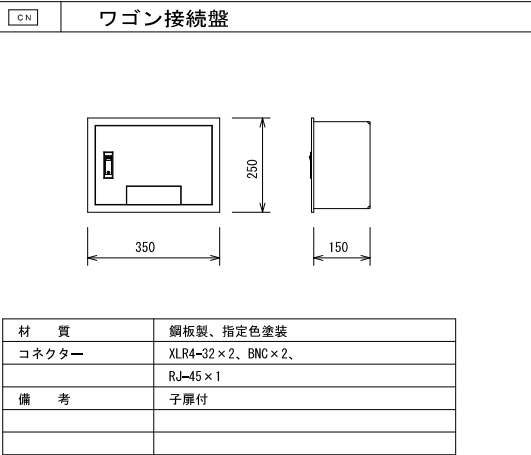 CN ワゴン接続盤
250
350 150
材 質 鋼板製、指定色塗装
コネクター XLR4-32×2、BNC×2、
RJ-45×1
備 考 子扉付